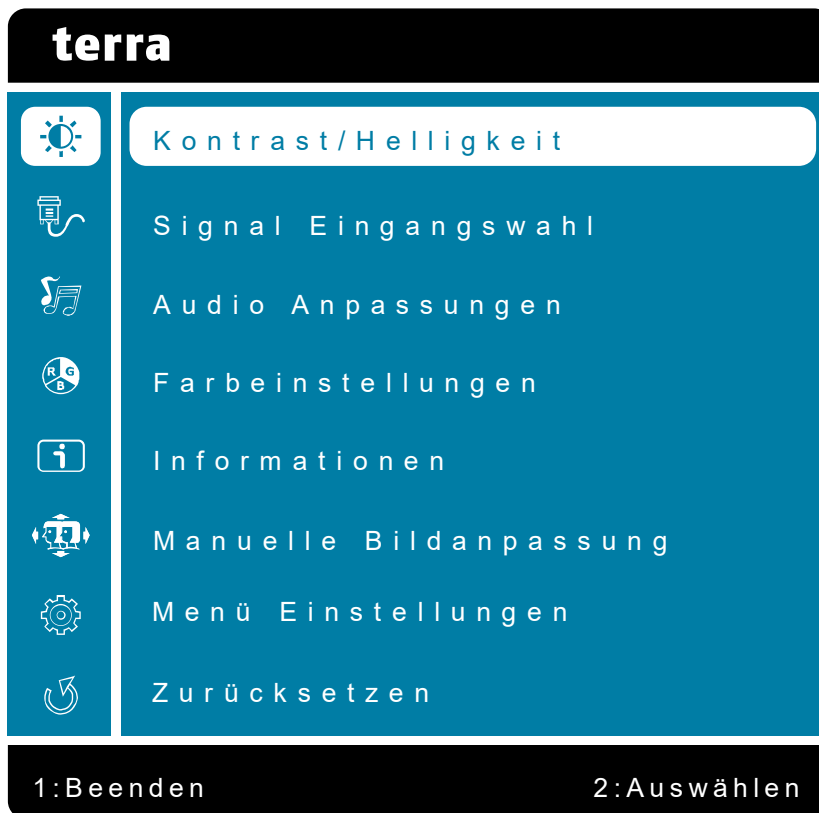 terra
Kontrast/Helligkeit
Signal Eingangswahl
Audio Anpassungen
R G B
Farbeinstellungen
i
Informationen
Manuelle Bildanpassung
Menü Einstellungen
Zurücksetzen
1:Beenden 2:Auswählen